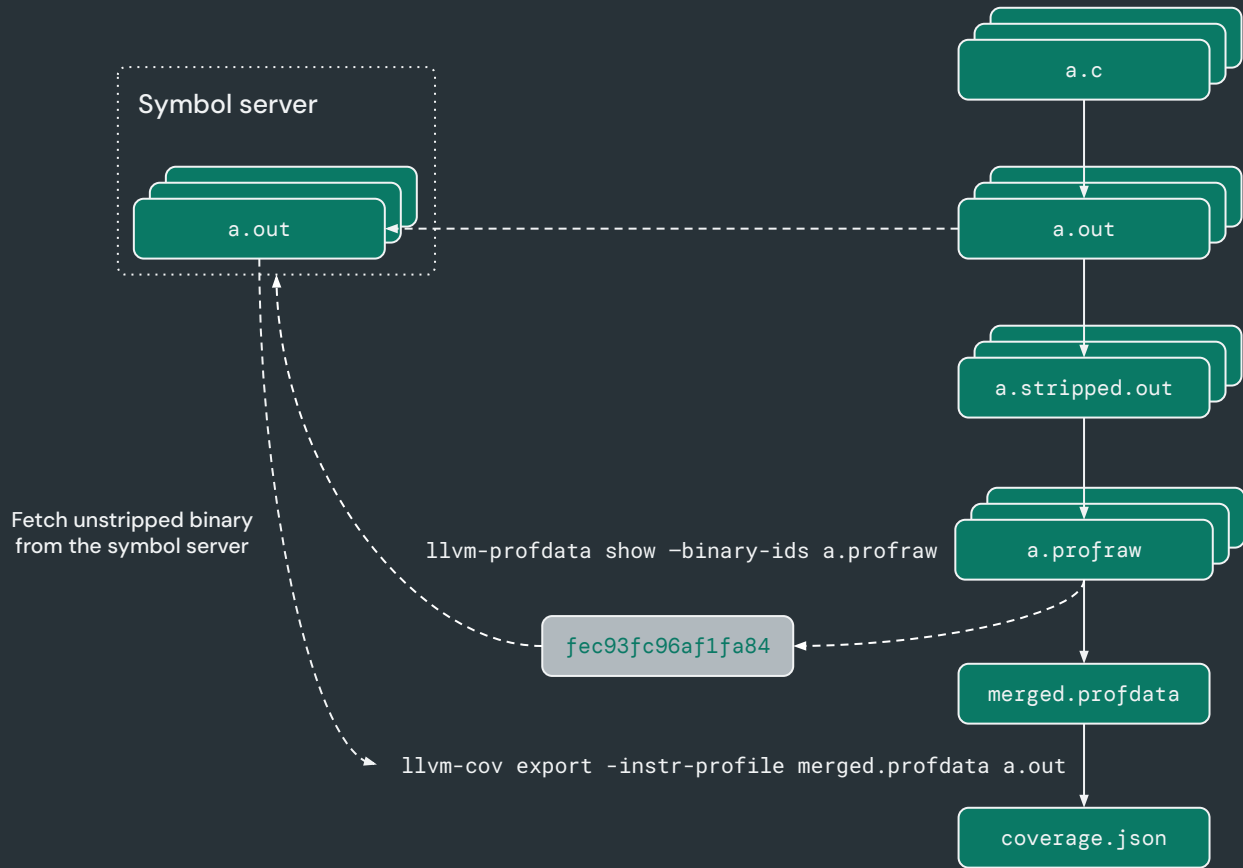 a.c
Symbol server
a.out
a.out
a.stripped.out
Fetch unstripped binary
from the symbol server
llvm-profdata show —binary-ids a.profraw
a.profraw
fec93fc96af1fa84
merged.profdata
llvm-cov export -instr-profile merged.profdata a.out
coverage.json